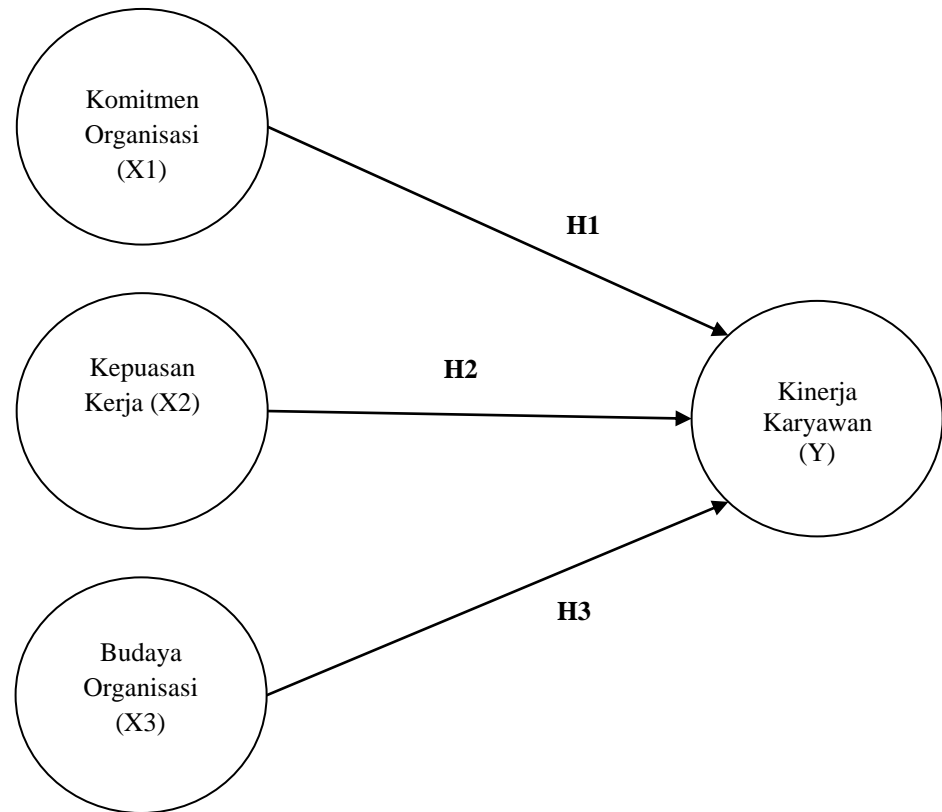 Komitmen
Organisasi
(X1)
H1
Kepuasan
Kerja (X2)
H2
Kinerja
Karyawan
(Y)
H3
Budaya
Organisasi
(X3)